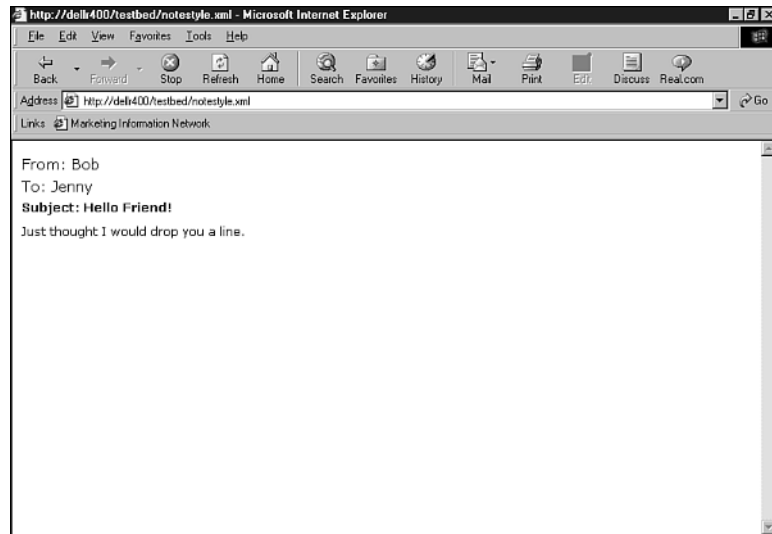 http://dellr400/testbed/notestyle.xml - Microsoft Internet Explorer
File Edit View Favorites Tools Help
Back Forward Stop Refresh Home Search Favorites History Mail Print Edit Discuss Real.com
Address http://dellr400/testbed/notestyle.xml Go
Links Marketing Information Network
From: Bob
To: Jenny
Subject: Hello Friend!
Just thought I would drop you a line.